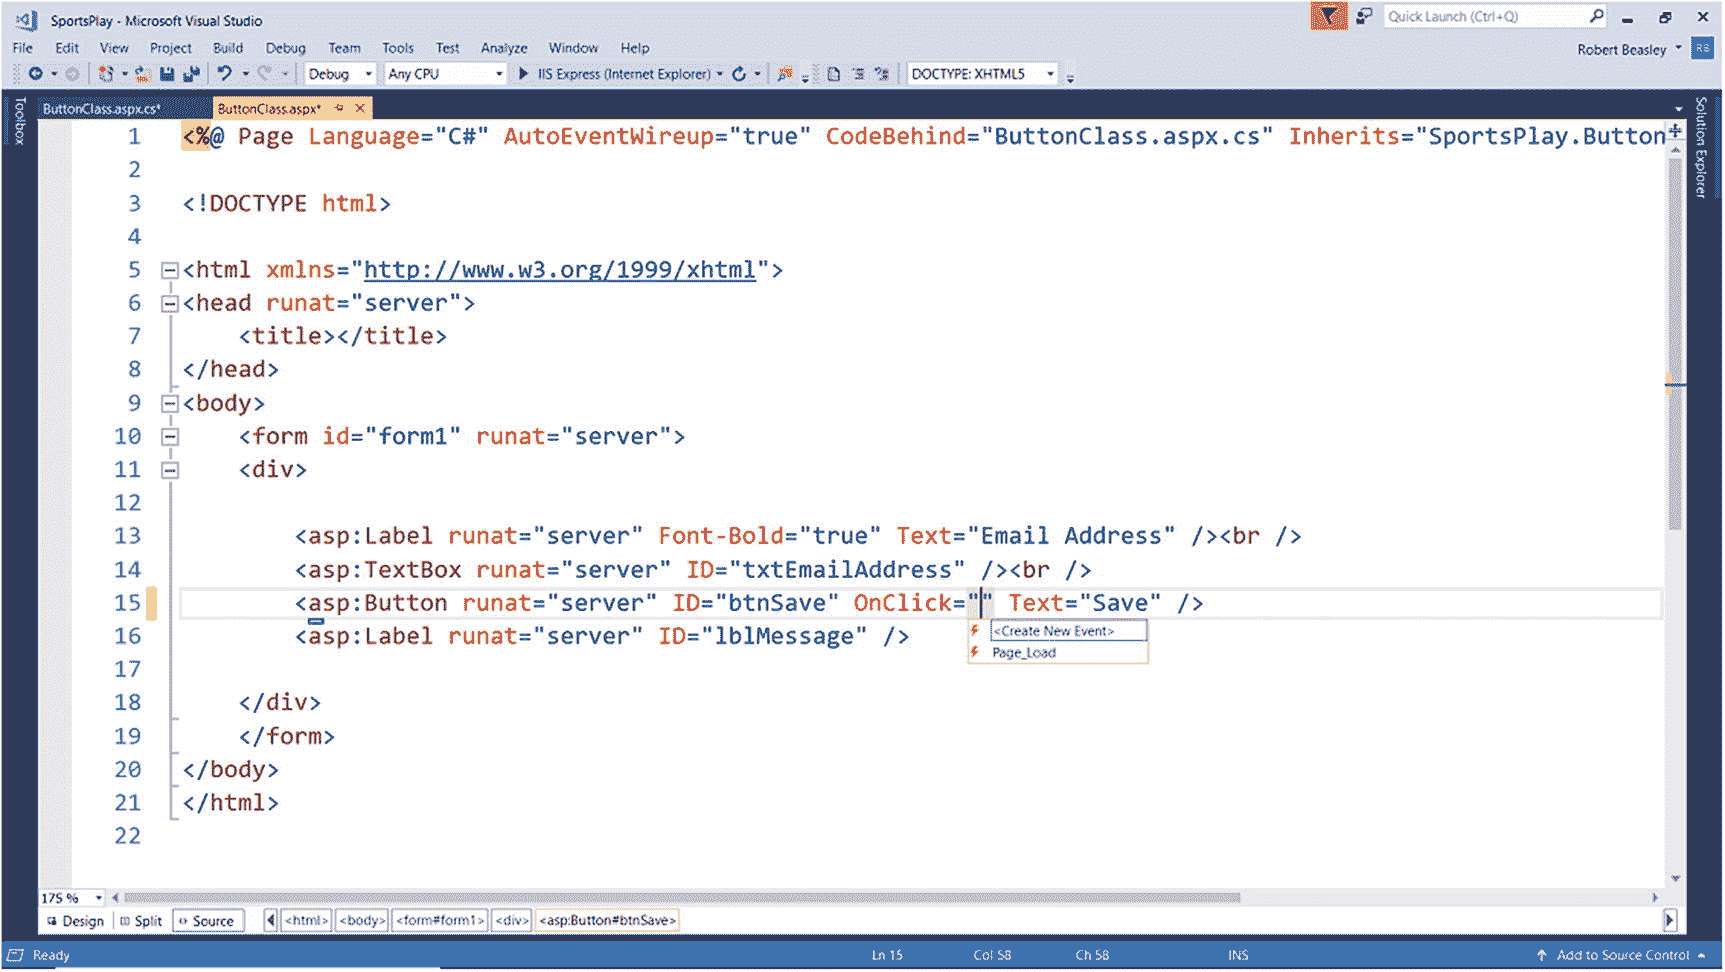 SportsPlay - Microsoft Visual Studio
Quick Launch (Ctrl+Q)
File Edit View Project Build Debug Team Tools Test Analyze Window Help
Robert Beasley RB
Debug Any CPU IIS Express (Internet Explorer) DOCTYPE: XHTML5
Toolbox
ButtonClass.aspx.cs* ButtonClass.aspx*
Solution Explorer
1 <%@ Page Language="C#" AutoEventWireup="true" CodeBehind="ButtonClass.aspx.cs" Inherits="SportsPlay.Button
2
3 <!DOCTYPE html>
4
5 <html xmlns="http://www.w3.org/1999/xhtml">
6 <head runat="server">
7 <title></title>
8 </head>
9 <body>
10 <form id="form1" runat="server">
11 <div>
12
13 <asp:Label runat="server" Font-Bold="true" Text="Email Address" /><br />
14 <asp:TextBox runat="server" ID="txtEmailAddress" /><br />
15 <asp:Button runat="server" ID="btnSave" OnClick="" Text="Save" />
<Create New Event>
16 <asp:Label runat="server" ID="lblMessage" />
Page_Load
17
18 </div>
19 </form>
20 </body>
21 </html>
22
175 %
Design Split Source <html> <body> <form#form1> <div> <asp:Button#btnSave>
Ready Ln 15 Col 58 Ch 58 INS Add to Source Control